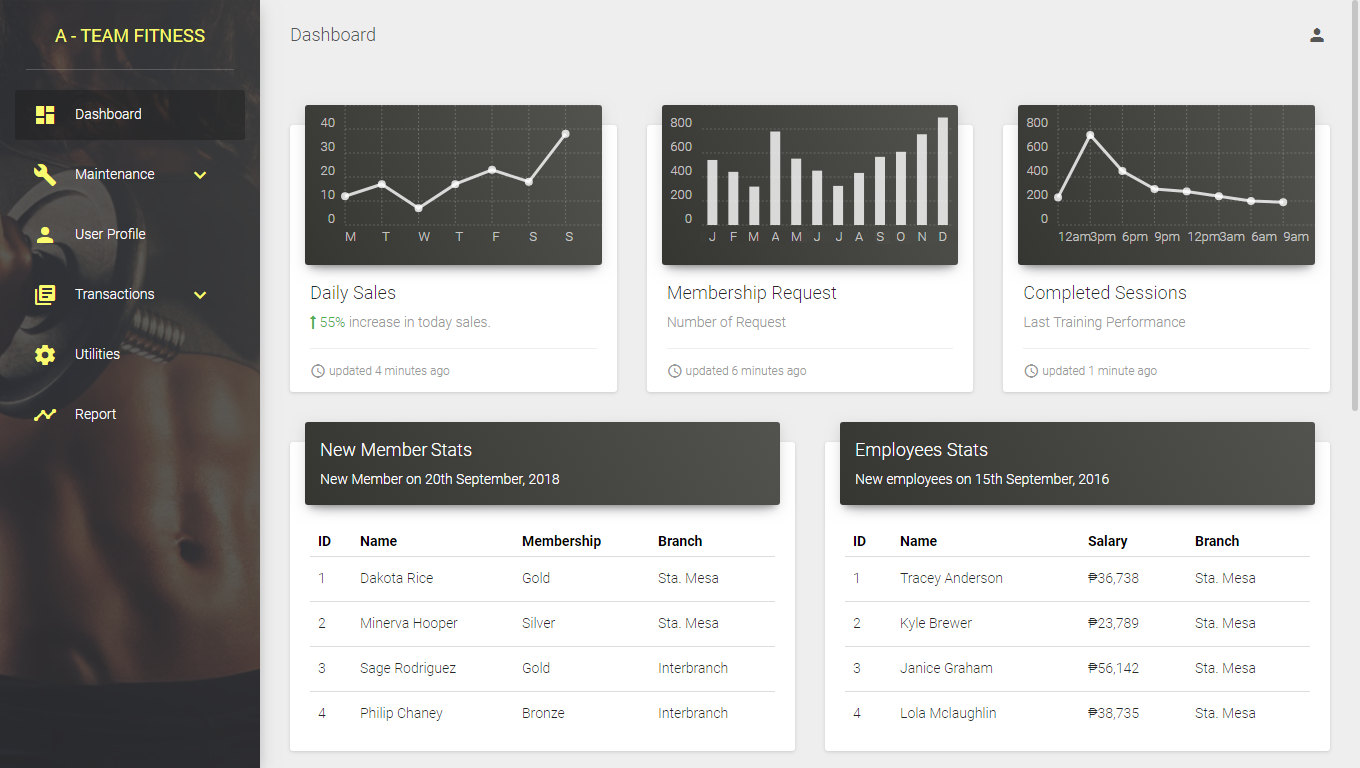 A - TEAM FITNESS
Dashboard
Maintenance
User Profile
Transactions
Utilities
Report
Dashboard
40
30
20
10
0
M T W T F S S
Daily Sales
55% increase in today sales.
updated 4 minutes ago
800
600
400
200
0
J F M A M J J A S O N D
Membership Request
Number of Request
updated 6 minutes ago
800
600
400
200
0
12am3pm 6pm 9pm 12pm3am 6am 9am
Completed Sessions
Last Training Performance
updated 1 minute ago
New Member Stats
New Member on 20th September, 2018
ID Name Membership Branch
1 Dakota Rice Gold Sta. Mesa
2 Minerva Hooper Silver Sta. Mesa
3 Sage Rodriguez Gold Interbranch
4 Philip Chaney Bronze Interbranch
Employees Stats
New employees on 15th September, 2016
ID Name Salary Branch
1 Tracey Anderson ₱36,738 Sta. Mesa
2 Kyle Brewer ₱23,789 Sta. Mesa
3 Janice Graham ₱56,142 Sta. Mesa
4 Lola Mclaughlin ₱38,735 Sta. Mesa